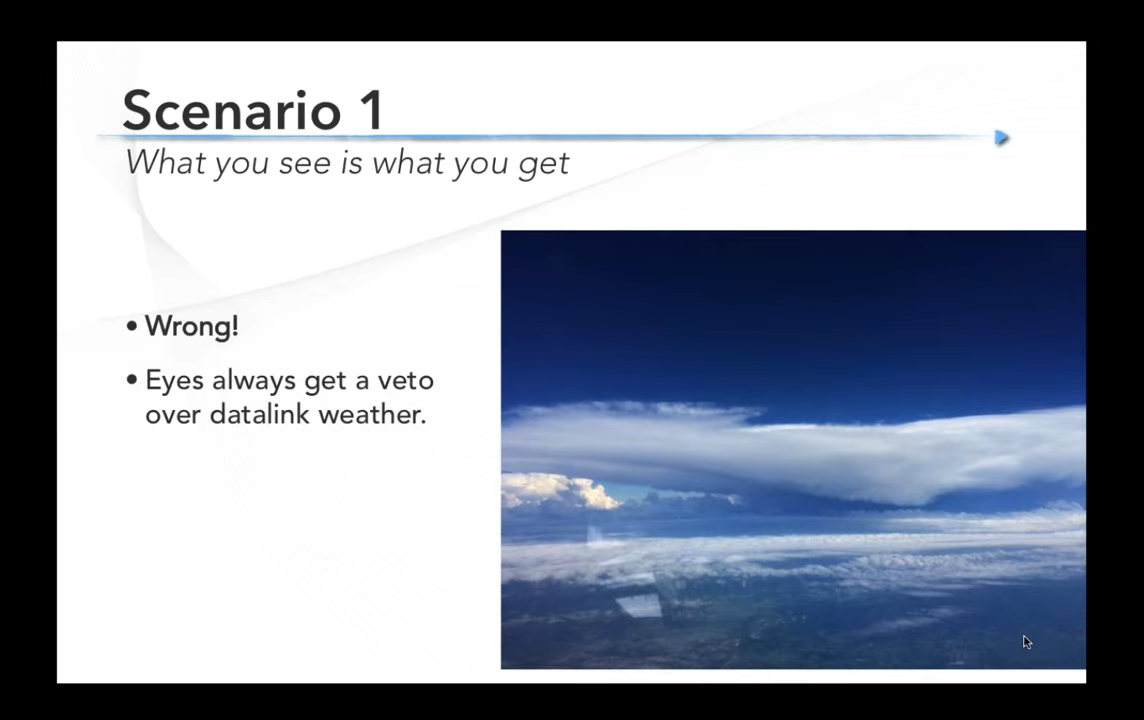 Scenario 1
What you see is what you get
• Wrong!
• Eyes always get a veto
over datalink weather.